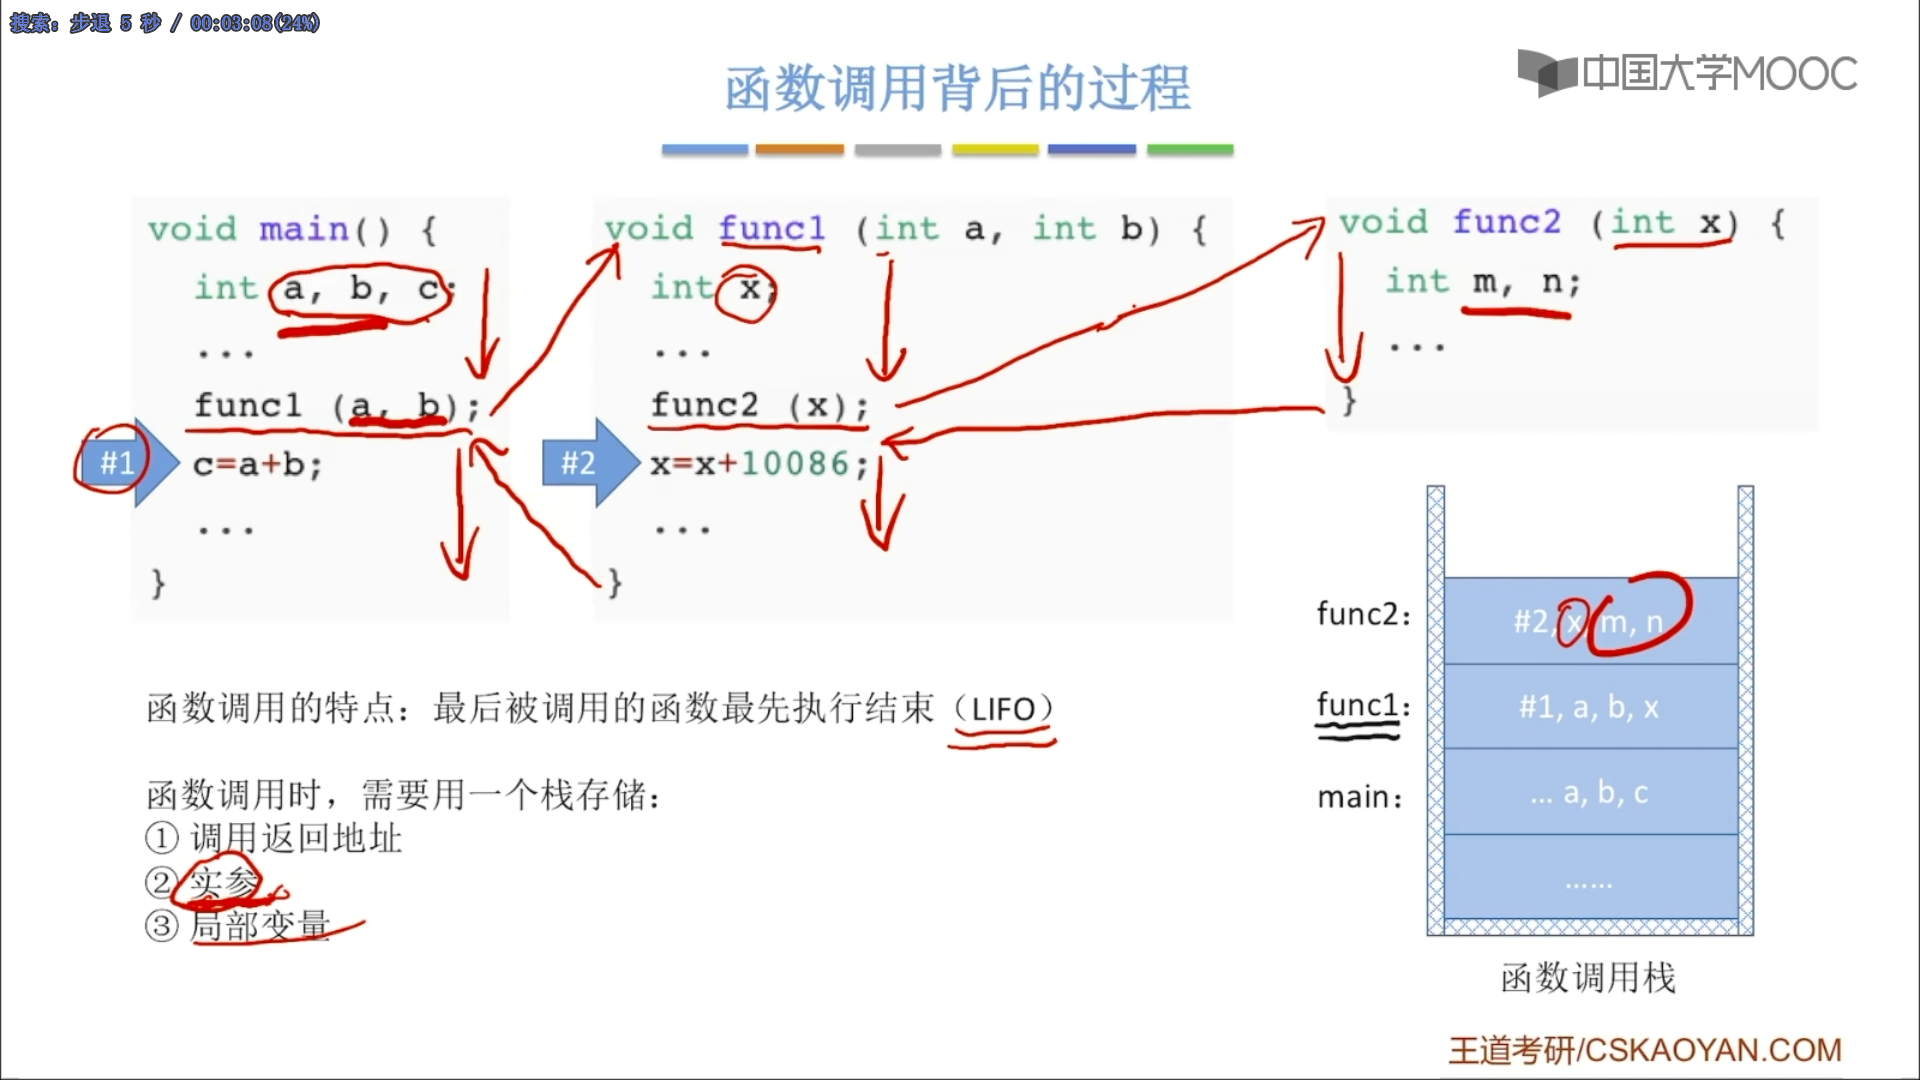 搜索: 步退 5 秒 / 00:03:08(24%)
中国大学MOOC
函数调用背后的过程
void main() {
int a, b, c;
...
func1 (a, b);
#1
c=a+b;
...
}
void func1 (int a, int b) {
int x;
...
func2 (x);
#2
x=x+10086;
...
}
void func2 (int x) {
int m, n;
...
}
函数调用的特点：最后被调用的函数最先执行结束（LIFO）
函数调用时，需要用一个栈存储：
① 调用返回地址
② 实参
③ 局部变量
func2： #2, x, m, n
func1： #1, a, b, x
main： ... a, b, c
......
函数调用栈
王道考研/CSKAOYAN.COM